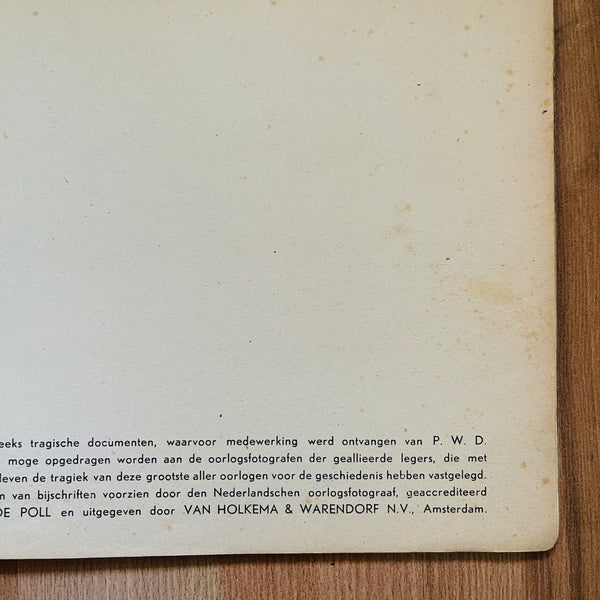 eeks tragische documenten, waarvoor medewerking werd ontvangen van P. W. D.
moge opgedragen worden aan de oorlogsfotografen der geallieerde legers, die met
leven de tragiek van deze grootste aller oorlogen voor de geschiedenis hebben vastgelegd.
n van bijschriften voorzien door den Nederlandschen oorlogsfotograaf, geaccrediteerd
DE POLL en uitgegeven door VAN HOLKEMA & WARENDORF N.V., Amsterdam.